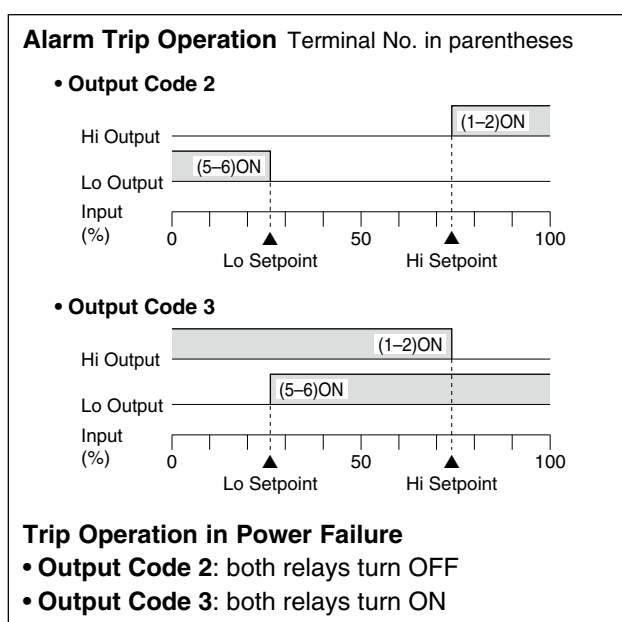 Alarm Trip Operation Terminal No. in parentheses
• Output Code 2
Hi Output
(1–2)ON
Lo Output
(5–6)ON
Input
(%)
0 50 100
Lo Setpoint Hi Setpoint
• Output Code 3
Hi Output
(1–2)ON
Lo Output
(5–6)ON
Input
(%)
0 50 100
Lo Setpoint Hi Setpoint
Trip Operation in Power Failure
• Output Code 2: both relays turn OFF
• Output Code 3: both relays turn ON